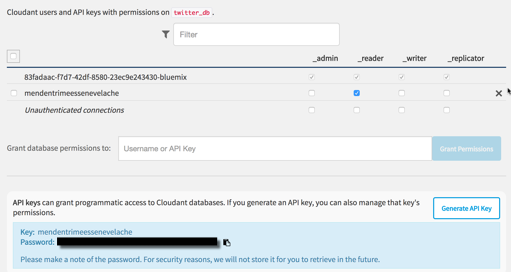 Cloudant users and API keys with permissions on twitter_db .
Filter
_admin _reader _writer _replicator
83fadaac-f7d7-42df-8580-23ec9e243430-bluemix
mendentrimeessenevelache
Unauthenticated connections
Grant database permissions to: Username or API Key Grant Permissions
API keys can grant programmatic access to Cloudant databases. If you generate an API key, you can also manage that key's
permissions.
Generate API Key
Key: mendentrimeessenevelache
Password:
Please make a note of the password. For security reasons, we will not store it for you to retrieve in the future.